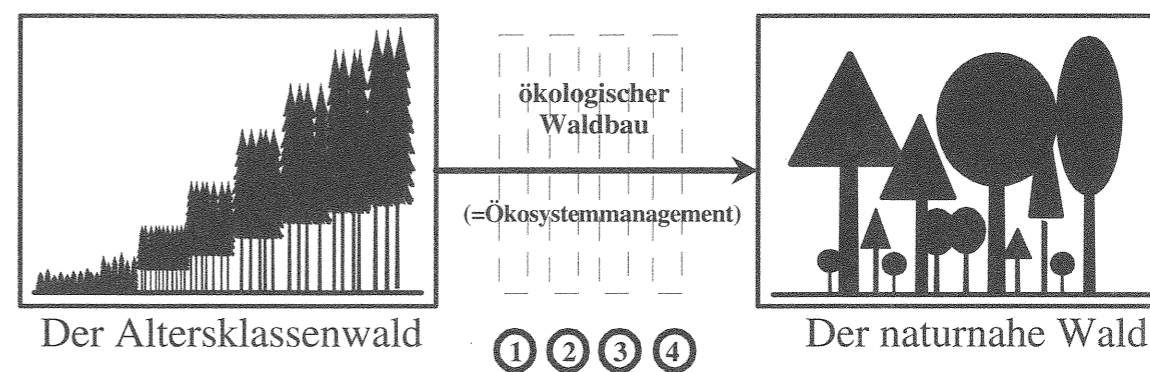 ökologischer
Waldbau
(=Ökosystemmanagement)
Der Altersklassenwald
1 2 3 4
Der naturnahe Wald